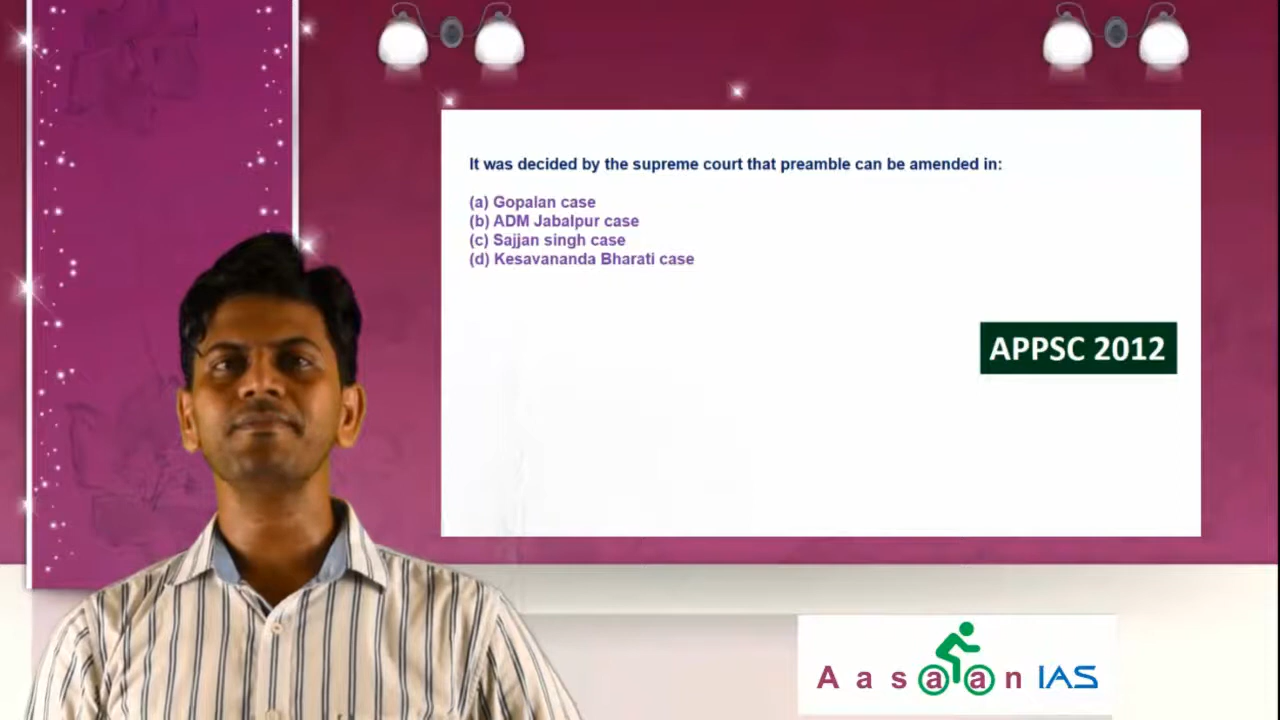 It was decided by the supreme court that preamble can be amended in:
(a) Gopalan case
(b) ADM Jabalpur case
(c) Sajjan singh case
(d) Kesavananda Bharati case
APPSC 2012
Aasaan IAS